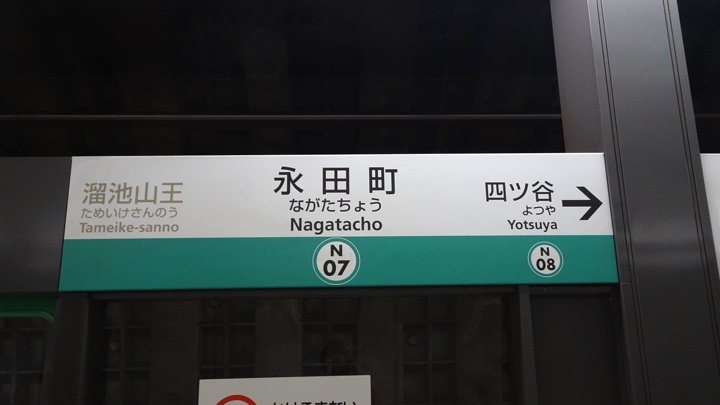 溜池山王
ためいけさんのう
Tameike-sanno
永田町
ながたちょう
Nagatacho
N
07
四ツ谷
よつや
Yotsuya
N
08